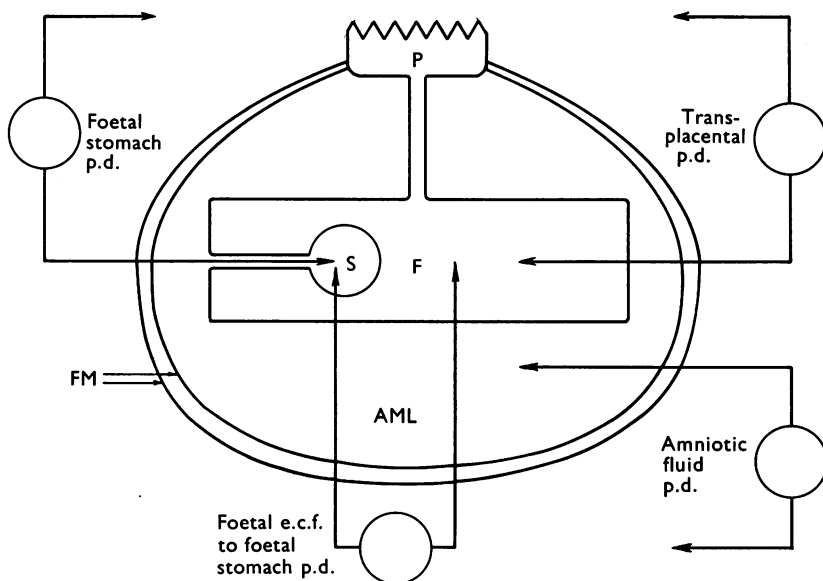 P
Foetal
stomach
p.d.
Trans-
placental
p.d.
S
F
FM
AML
Amniotic
fluid
p.d.
Foetal e.c.f.
to foetal
stomach p.d.